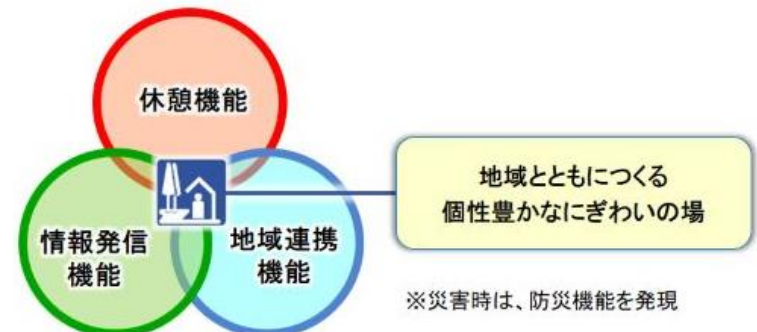 休憩機能
情報発信
機能
地域連携
機能
地域とともにつくる
個性豊かなにぎわいの場
※災害時は、防災機能を発現